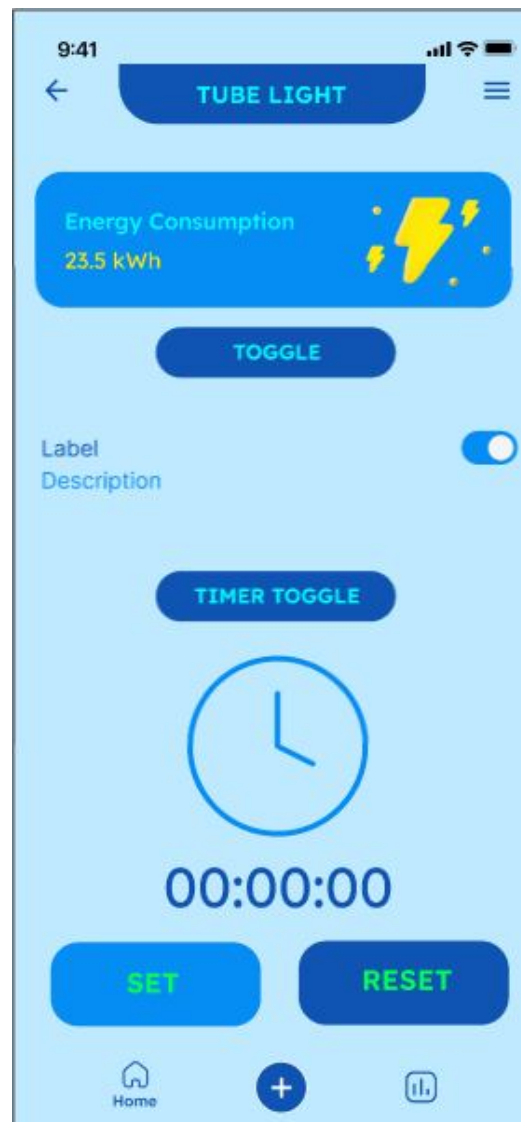 9:41
TUBE LIGHT
Energy Consumption
23.5 kWh
TOGGLE
Label
Description
TIMER TOGGLE
00:00:00
SET
RESET
Home